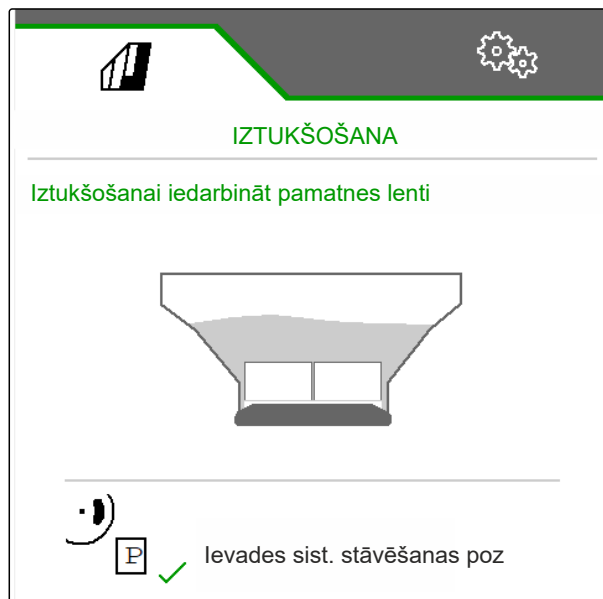 IZTUKŠOŠANA
Iztukšošanai iedarbināt pamatnes lenti
P
Ievades sist. stāvēšanas poz